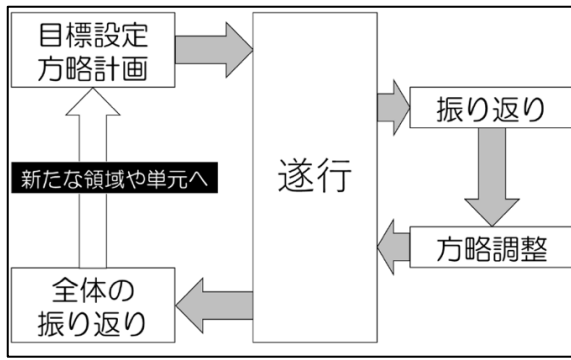 目標設定
方略計画
遂行
振り返り
方略調整
新たな領域や単元へ
全体の
振り返り